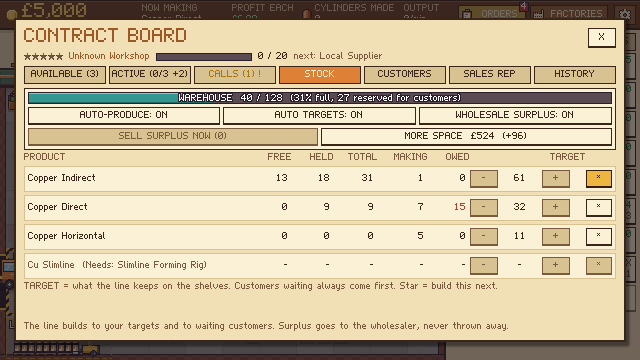 £5,000
NOW MAKING
PROFIT EACH
CYLINDERS MADE
OUTPUT
ORDERS
4
FACTORIES
CONTRACT BOARD
X
★★★★★ Unknown Workshop
0 / 20 next: Local Supplier
AVAILABLE (3)
ACTIVE (0/3 +2)
CALLS (1) !
STOCK
CUSTOMERS
SALES REP
HISTORY
WAREHOUSE 40 / 128 (31% full, 27 reserved for customers)
AUTO-PRODUCE: ON
AUTO TARGETS: ON
WHOLESALE SURPLUS: ON
SELL SURPLUS NOW (0)
MORE SPACE £524 (+96)
PRODUCT FREE HELD TOTAL MAKING OWED TARGET
Copper Indirect 13 18 31 1 0 - 61 + *
Copper Direct 0 9 9 7 15 - 32 + *
Copper Horizontal 0 0 0 5 0 - 11 + *
Cu Slimline (Needs: Slimline Forming Rig) - - - - - - - + *
TARGET = what the line keeps on the shelves. Customers waiting always come first. Star = build this next.
The line builds to your targets and to waiting customers. Surplus goes to the wholesaler, never thrown away.